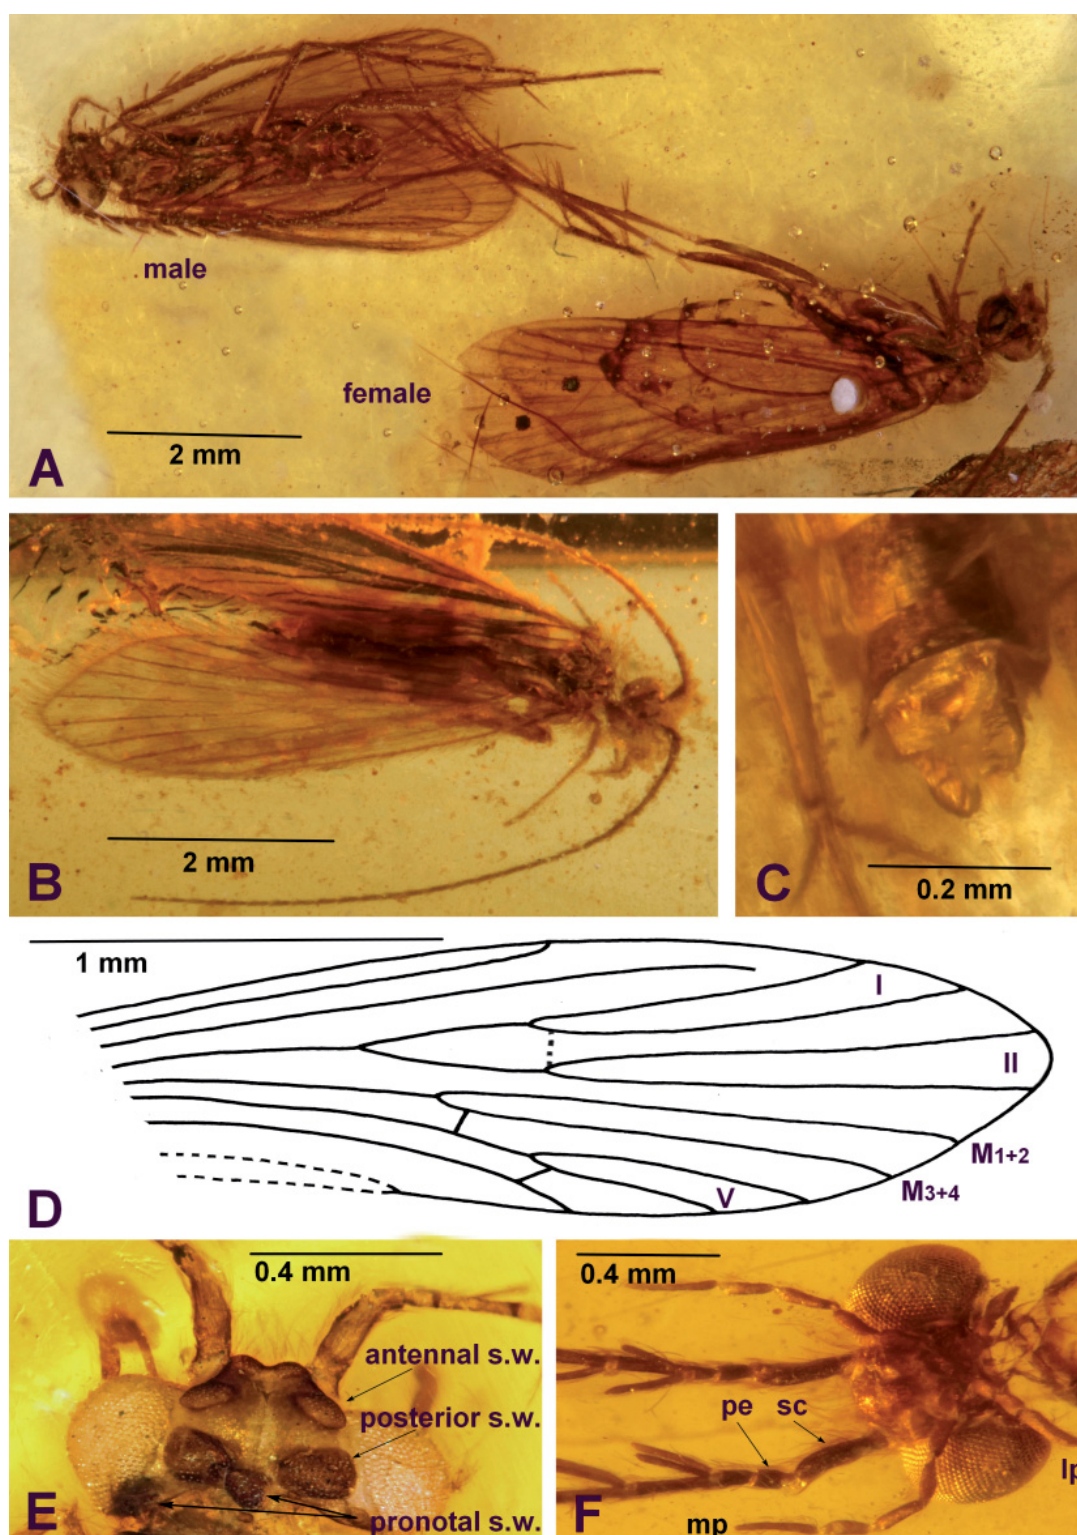 male
female
2 mm
A
2 mm
B
0.2 mm
C
1 mm
I
II
M1+2
M3+4
V
D
0.4 mm
antennal s.w.
posterior s.w.
pronotal s.w.
E
0.4 mm
pe sc
lp
mp
F